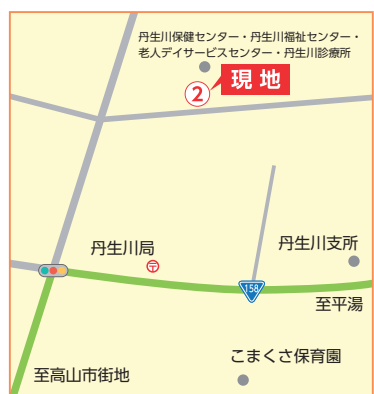 丹生川保健センター・丹生川福祉センター・
老人デイサービスセンター・丹生川診療所
② 現地
丹生川局
〒
丹生川支所
158
至平湯
こまくさ保育園
至高山市街地